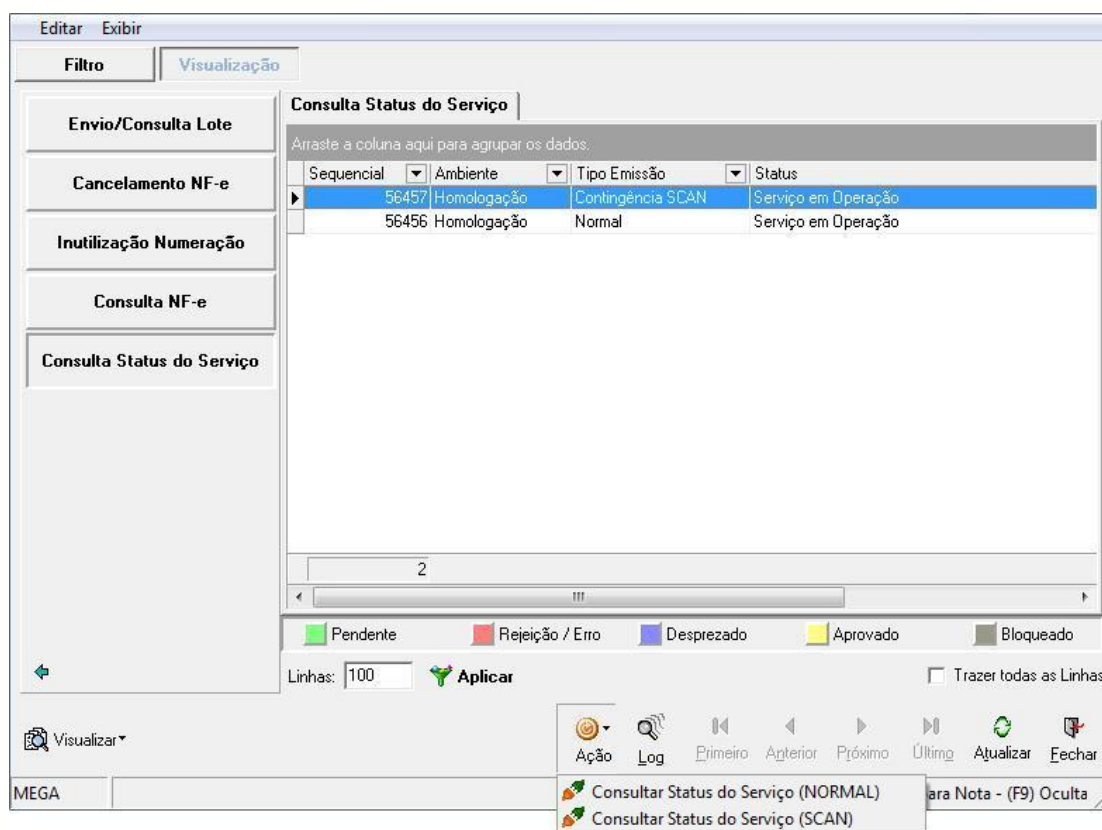 Editar Exibir
Filtro Visualização
Envio/Consulta Lote
Cancelamento NF-e
Inutilização Numeração
Consulta NF-e
Consulta Status do Serviço
Consulta Status do Serviço
Arraste a coluna aqui para agrupar os dados.
Sequencial Ambiente Tipo Emissão Status
56457 Homologação Contingência SCAN Serviço em Operação
56456 Homologação Normal Serviço em Operação
2
Pendente Rejeição / Erro Desprezado Aprovado Bloqueado
Linhas: 100 Aplicar Trazer todas as Linhas
Visualizar
Ação Log Primeiro Anterior Próximo Último Atualizar Fechar
MEGA ara Nota - (F9) Oculta
Consultar Status do Serviço (NORMAL)
Consultar Status do Serviço (SCAN)